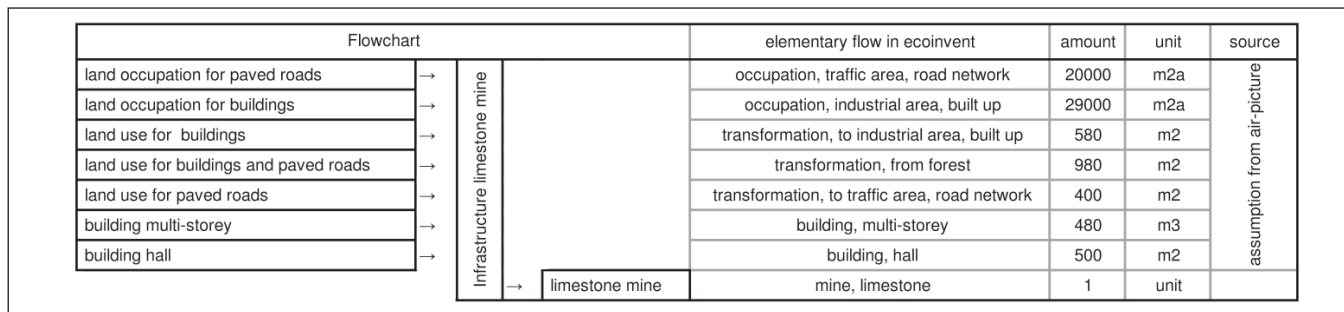 Flowchart elementary flow in ecoinvent amount unit source
land occupation for paved roads → occupation, traffic area, road network 20000 m2a
land occupation for buildings → occupation, industrial area, built up 29000 m2a
land use for buildings → transformation, to industrial area, built up 580 m2
land use for buildings and paved roads → transformation, from forest 980 m2
land use for paved roads → transformation, to traffic area, road network 400 m2
building multi-storey → building, multi-storey 480 m3
building hall → building, hall 500 m2
Infrastructure limestone mine
assumption from air-picture
→ limestone mine mine, limestone 1 unit